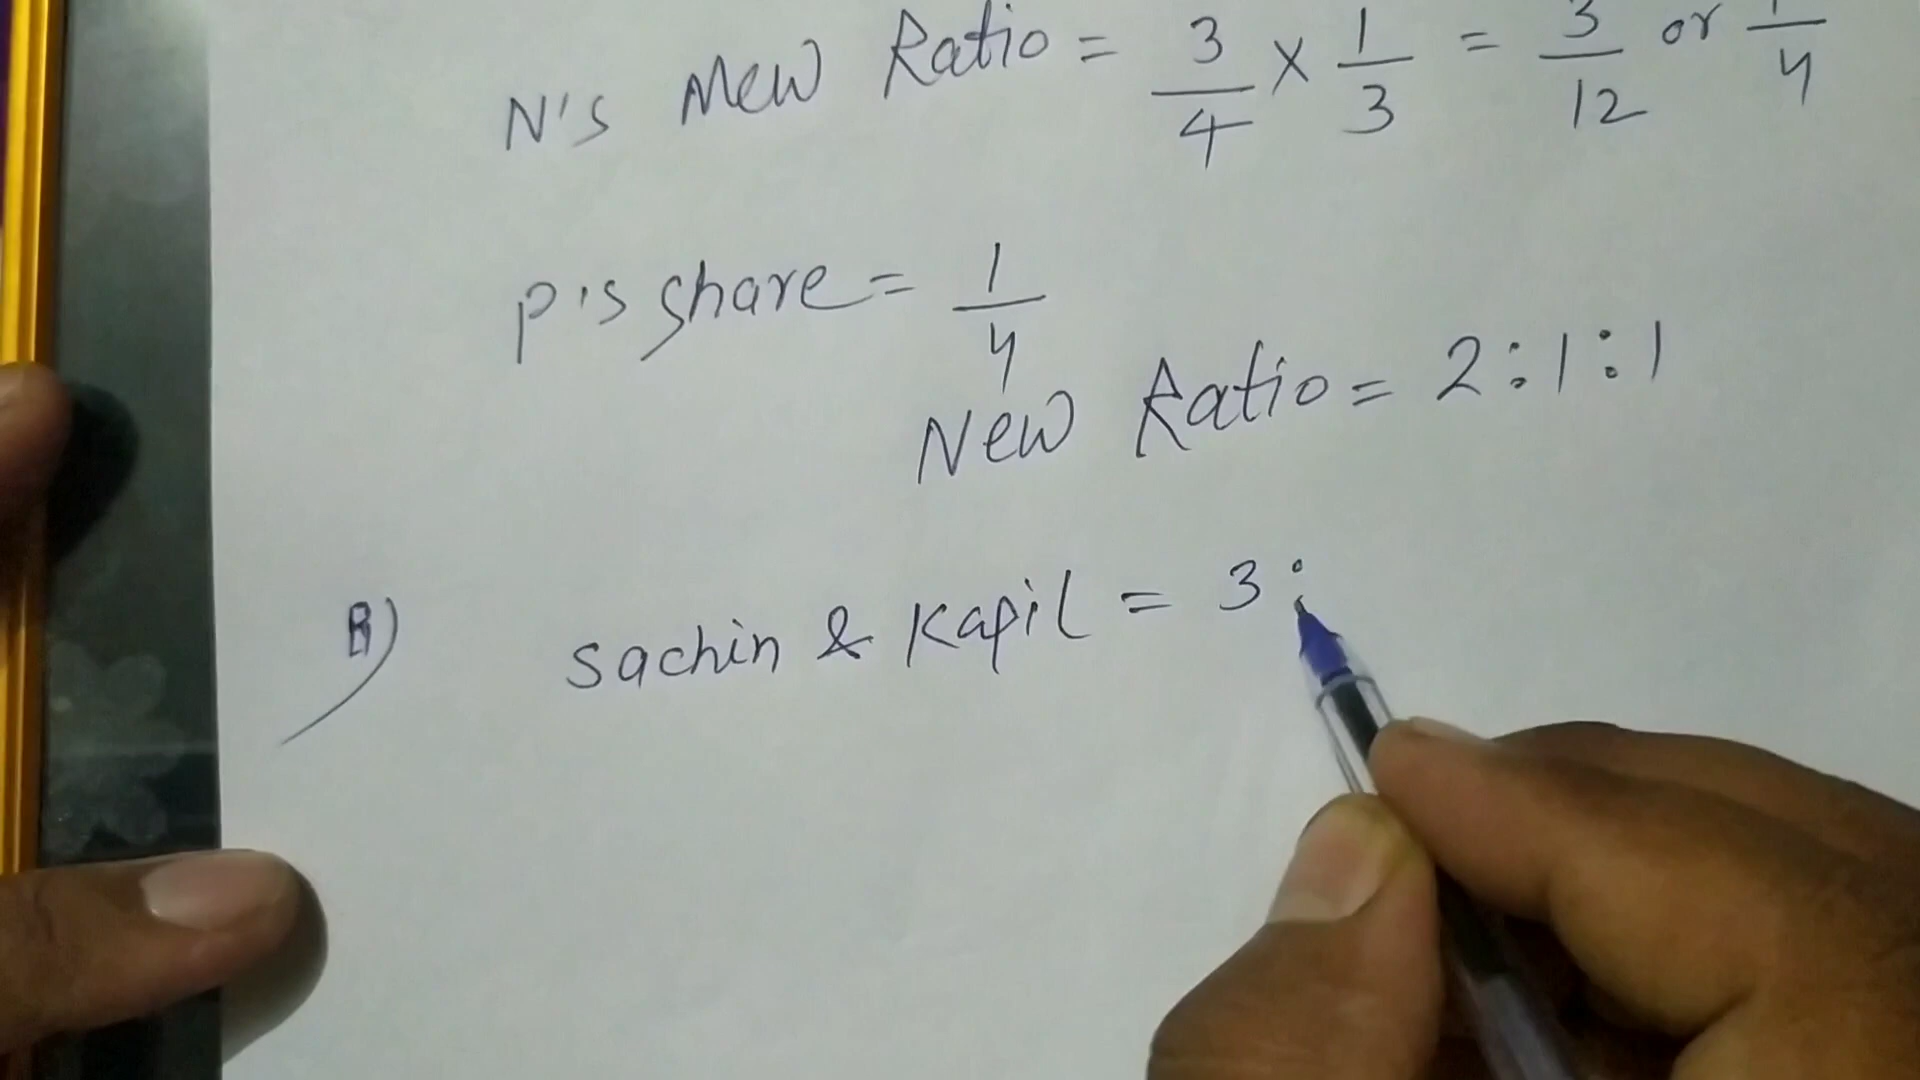 N's New Ratio = 3/4 × 1/3 = 3/12 or 1/4
P's share = 1/4
New Ratio = 2:1:1
B) Sachin & Kapil = 3: